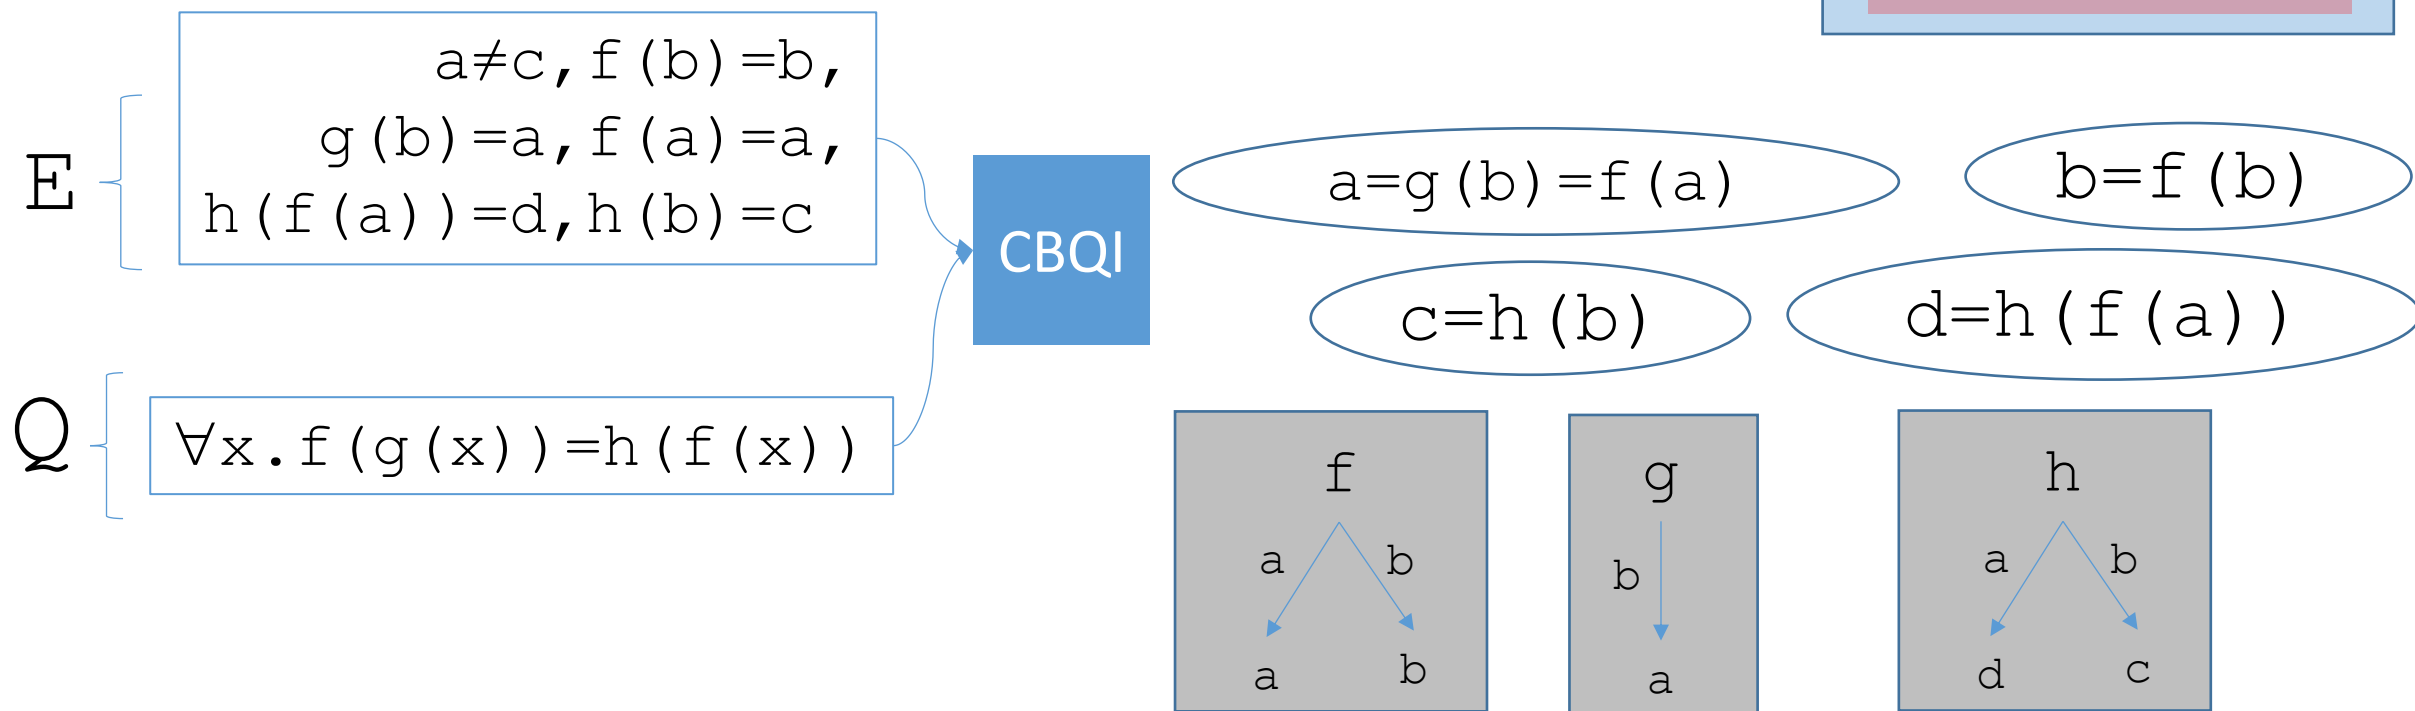 E
a≠c,f(b)=b,
g(b)=a,f(a)=a,
h(f(a))=d,h(b)=c
Q
∀x.f(g(x))=h(f(x))
CBQI
a=g(b)=f(a)
b=f(b)
c=h(b)
d=h(f(a))
f
a b
a b
g
b
a
h
a b
d c